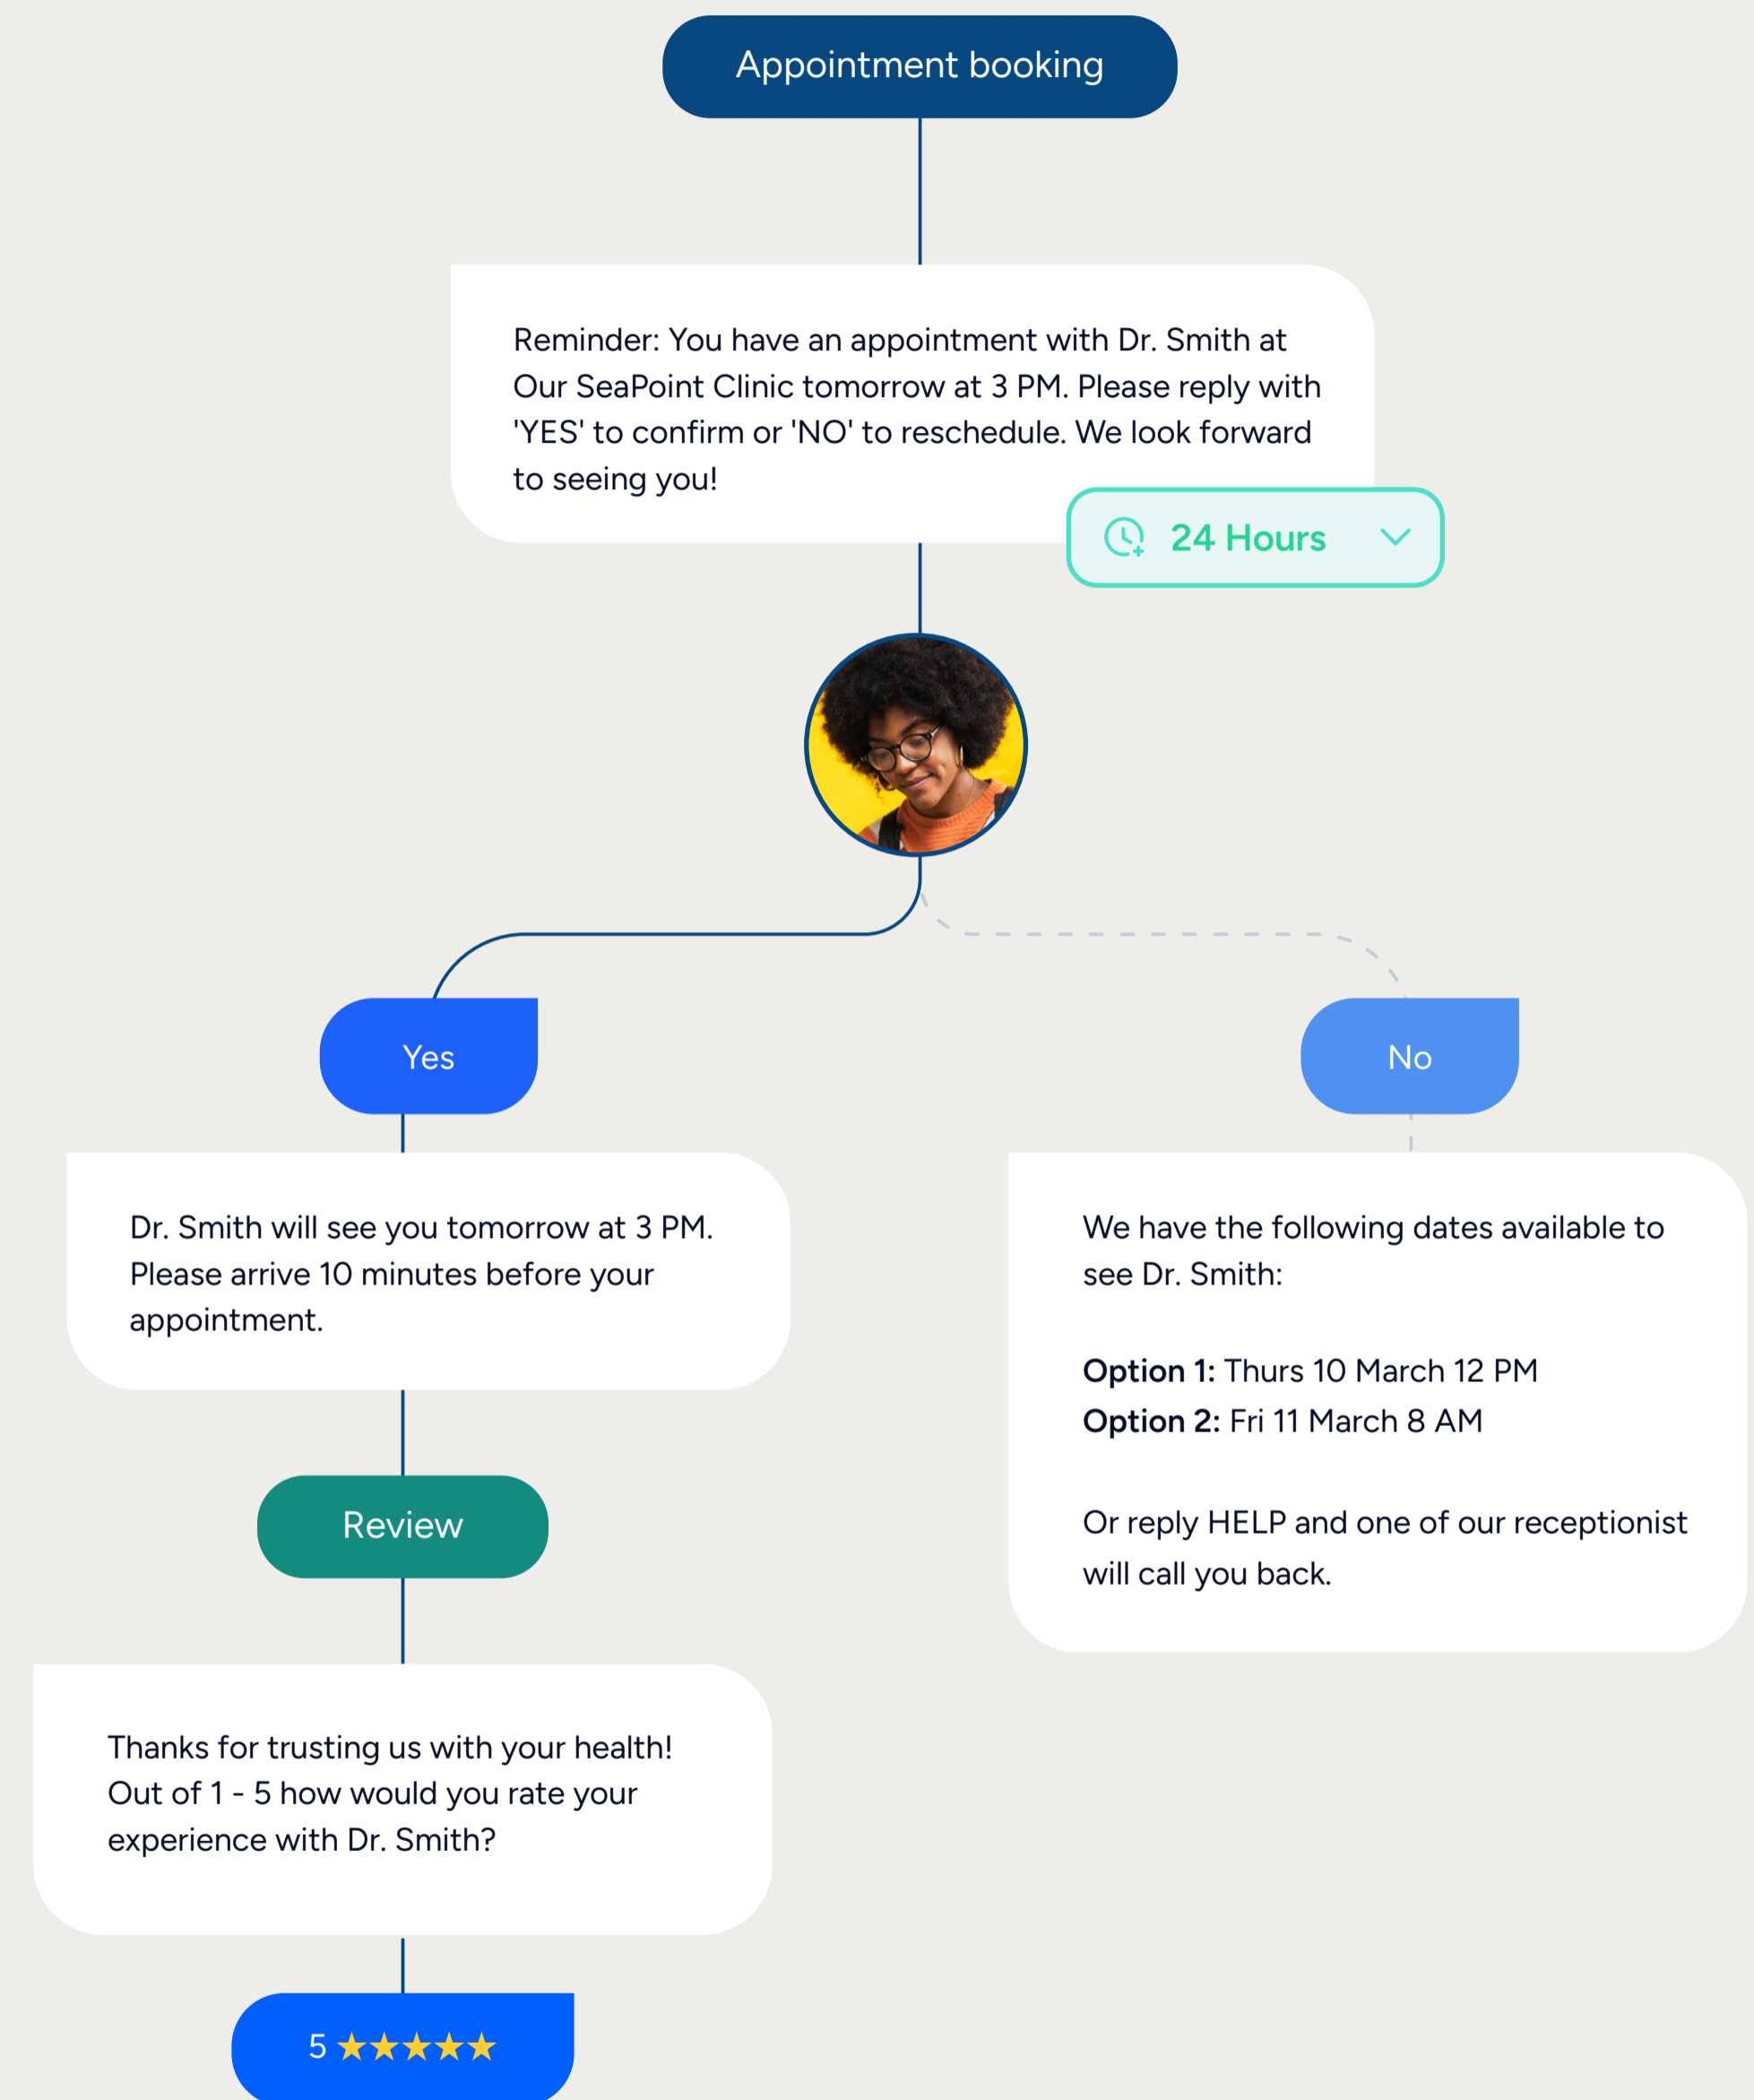 Appointment booking
Reminder: You have an appointment with Dr. Smith at
Our SeaPoint Clinic tomorrow at 3 PM. Please reply with
'YES' to confirm or 'NO' to reschedule. We look forward
to seeing you!
24 Hours
Yes
No
Dr. Smith will see you tomorrow at 3 PM.
Please arrive 10 minutes before your
appointment.
We have the following dates available to
see Dr. Smith:
Option 1: Thurs 10 March 12 PM
Option 2: Fri 11 March 8 AM
Or reply HELP and one of our receptionist
will call you back.
Review
Thanks for trusting us with your health!
Out of 1 - 5 how would you rate your
experience with Dr. Smith?
5 ★★★★★